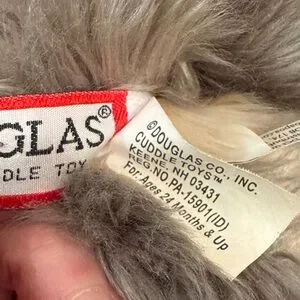 GLAS®
DDLE TOY
©DOUGLAS CO., INC.
CUDDLE TOYS™
KEENE, NH 03431
REG.NO.PA-15901(ID)
For Ages 24 Months & Up